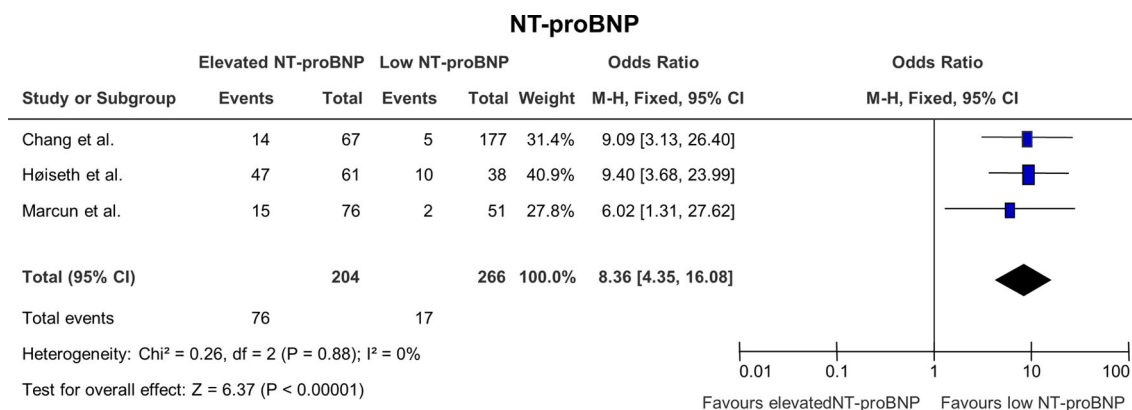 NT-proBNP
Elevated NT-proBNP Low NT-proBNP Odds Ratio Odds Ratio
Study or Subgroup Events Total Events Total Weight M-H, Fixed, 95% CI M-H, Fixed, 95% CI
Chang et al. 14 67 5 177 31.4% 9.09 [3.13, 26.40]
Høiseth et al. 47 61 10 38 40.9% 9.40 [3.68, 23.99]
Marcun et al. 15 76 2 51 27.8% 6.02 [1.31, 27.62]
Total (95% CI) 204 266 100.0% 8.36 [4.35, 16.08]
Total events 76 17
Heterogeneity: Chi² = 0.26, df = 2 (P = 0.88); I² = 0%
Test for overall effect: Z = 6.37 (P < 0.00001)
0.01 0.1 1 10 100
Favours elevatedNT-proBNP Favours low NT-proBNP